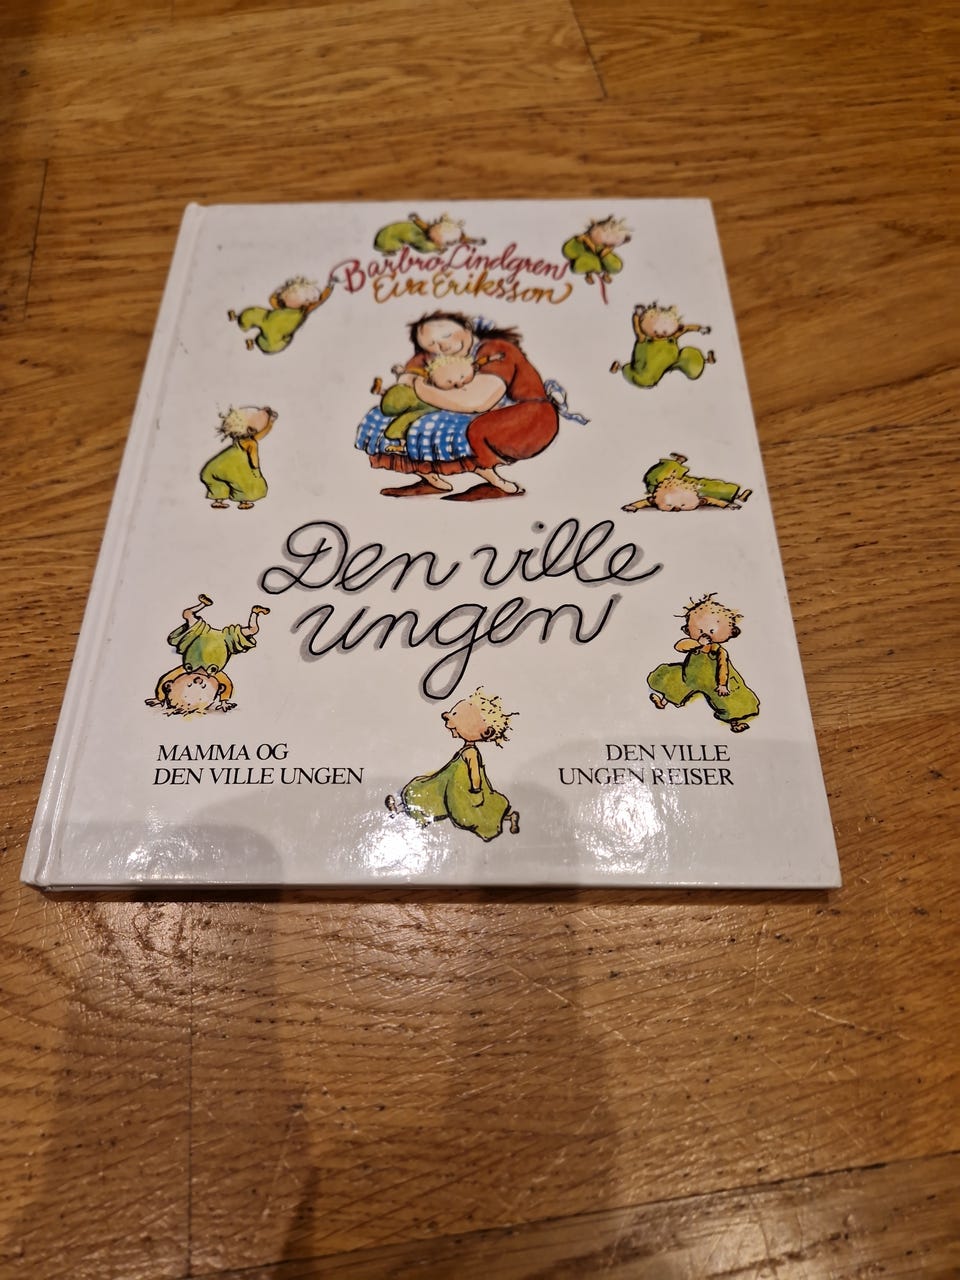 Barbro Lindgren
Eva Eriksson
Den ville
ungen
MAMMA OG
DEN VILLE UNGEN
DEN VILLE
UNGEN REISER